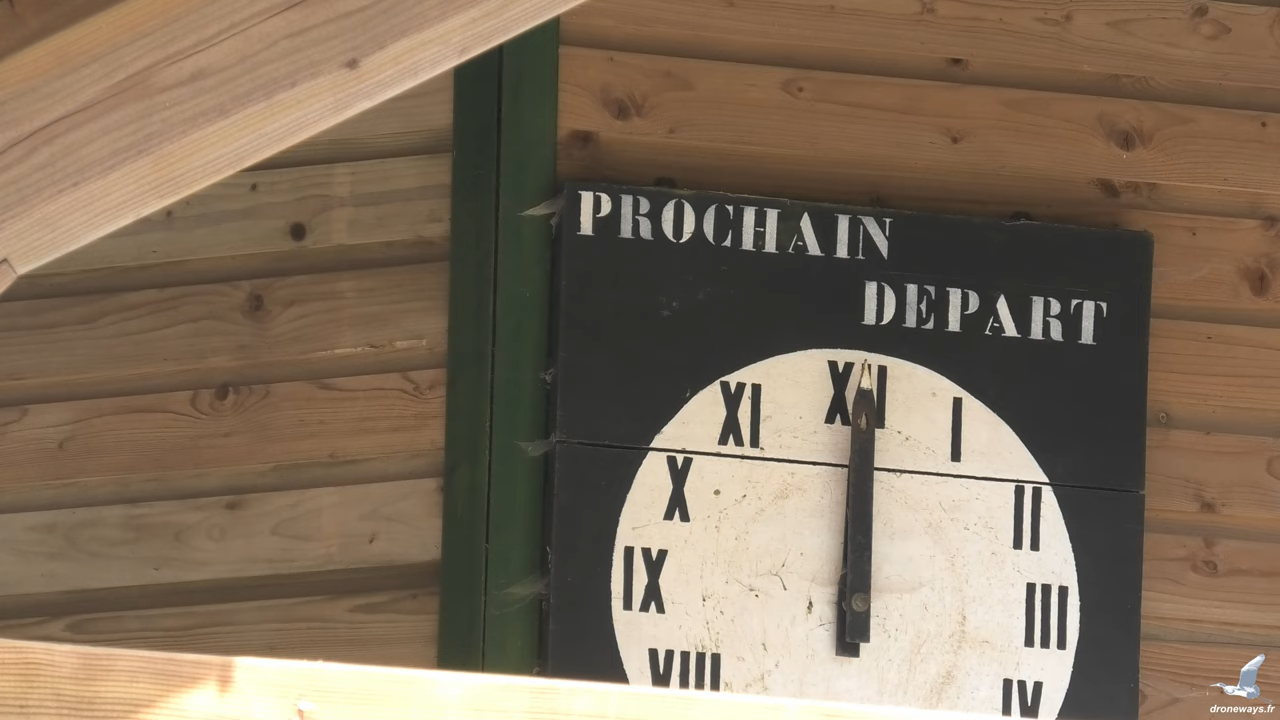 PROCHAIN
DEPART
XII
XI
I
X
II
IX
III
VIII
IV
droneways.fr